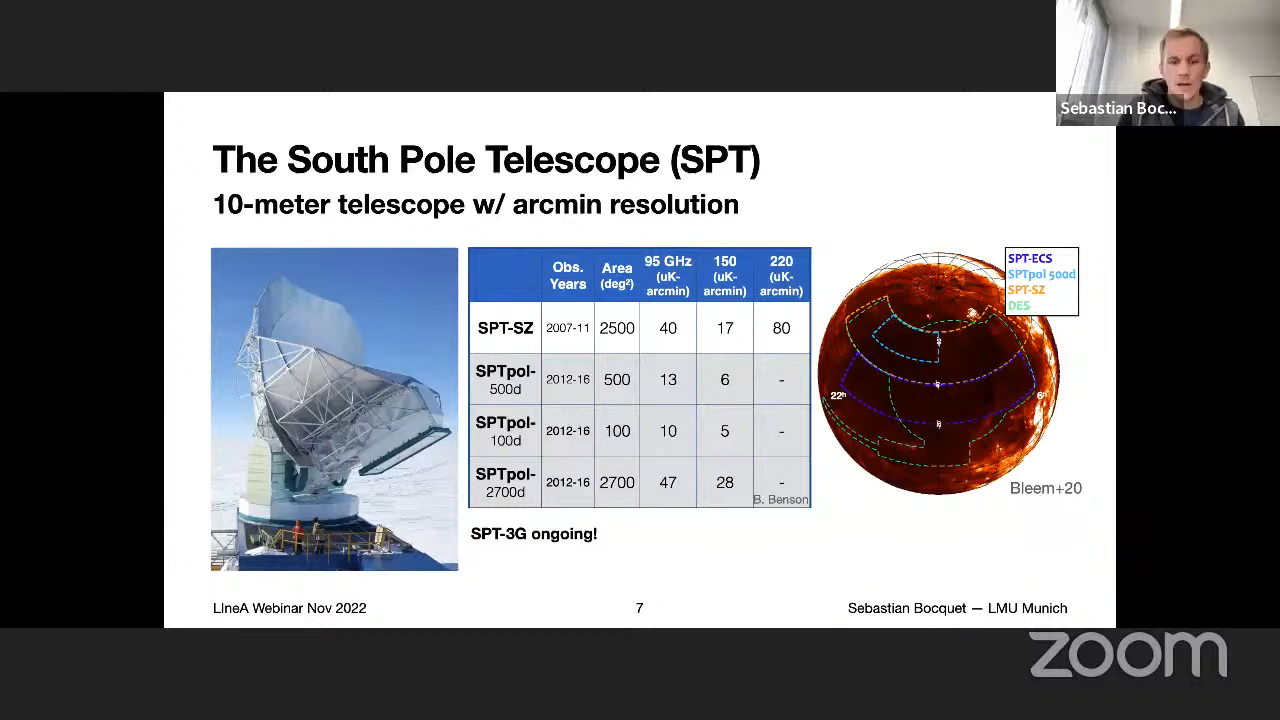 Sebastian Boc...
The South Pole Telescope (SPT)
10-meter telescope w/ arcmin resolution
Obs. Years Area (deg²) 95 GHz (uK-arcmin) 150 (uK-arcmin) 220 (uK-arcmin)
SPT-SZ 2007-11 2500 40 17 80
SPTpol-500d 2012-16 500 13 6 -
SPTpol-100d 2012-16 100 10 5 -
SPTpol-2700d 2012-16 2700 47 28 -
B. Benson
SPT-ECS
SPTpol 500d
SPT-SZ
DES
22h
6h
Bleem+20
SPT-3G ongoing!
LIneA Webinar Nov 2022
7
Sebastian Bocquet — LMU Munich
zoom